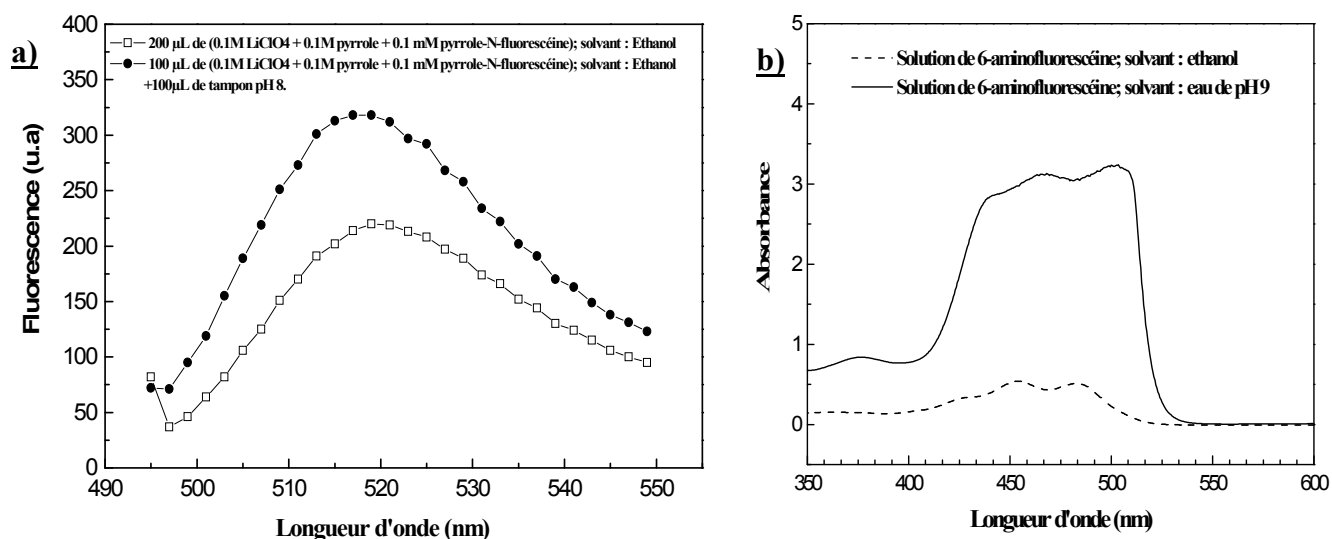 a)
400
350
300
250
200
150
100
50
0
Fluorescence (u.a)
200 µL de (0.1M LiClO4 + 0.1M pyrrole + 0.1 mM pyrrole-N-fluorescéine); solvant : Ethanol
100 µL de (0.1M LiClO4 + 0.1M pyrrole + 0.1 mM pyrrole-N-fluorescéine); solvant : Ethanol
+100µL de tampon pH 8.
490 500 510 520 530 540 550
Longueur d'onde (nm)
b)
5
4
3
2
1
0
Absorbance
Solution de 6-aminofluorescéine; solvant : ethanol
Solution de 6-aminofluorescéine; solvant : eau de pH 9
350 400 450 500 550 600
Longueur d'onde (nm)